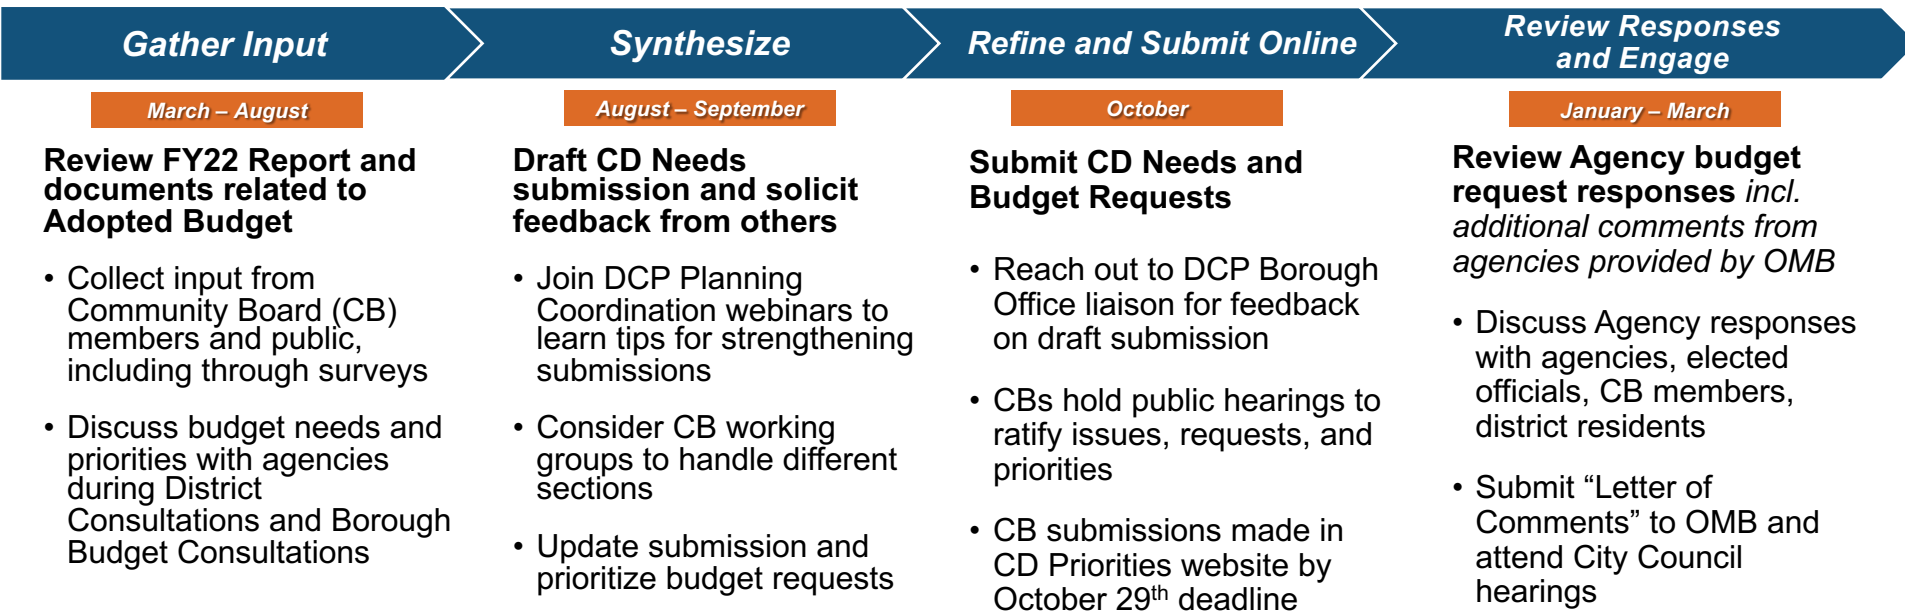 Gather Input
Synthesize
Refine and Submit Online
Review Responses
and Engage
March – August
August – September
October
January – March
Review FY22 Report and
documents related to
Adopted Budget
• Collect input from
Community Board (CB)
members and public,
including through surveys
• Discuss budget needs and
priorities with agencies
during District
Consultations and Borough
Budget Consultations
Draft CD Needs
submission and solicit
feedback from others
• Join DCP Planning
Coordination webinars to
learn tips for strengthening
submissions
• Consider CB working
groups to handle different
sections
• Update submission and
prioritize budget requests
Submit CD Needs and
Budget Requests
• Reach out to DCP Borough
Office liaison for feedback
on draft submission
• CBs hold public hearings to
ratify issues, requests, and
priorities
• CB submissions made in
CD Priorities website by
October 29th deadline
Review Agency budget
request responses incl.
additional comments from
agencies provided by OMB
• Discuss Agency responses
with agencies, elected
officials, CB members,
district residents
• Submit “Letter of
Comments” to OMB and
attend City Council
hearings